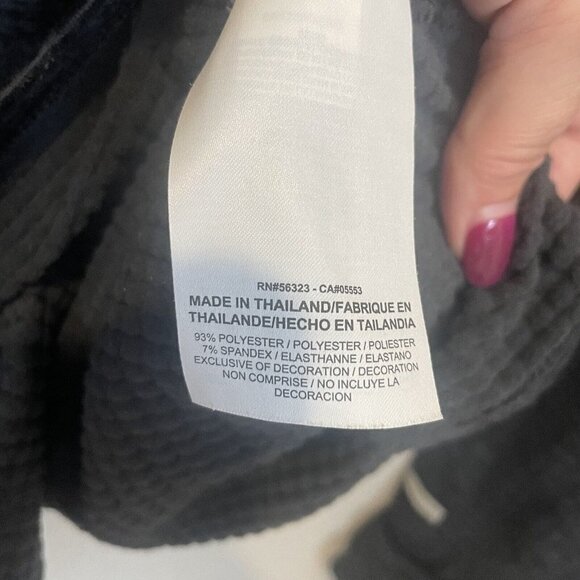 RN#56323 - CA#05553
MADE IN THAILAND/FABRIQUE EN
THAILANDE/HECHO EN TAILANDIA
93% POLYESTER / POLYESTER / POLIESTER
7% SPANDEX / ELASTHANNE / ELASTANO
EXCLUSIVE OF DECORATION / DECORATION
NON COMPRISE / NO INCLUYE LA
DECORACION